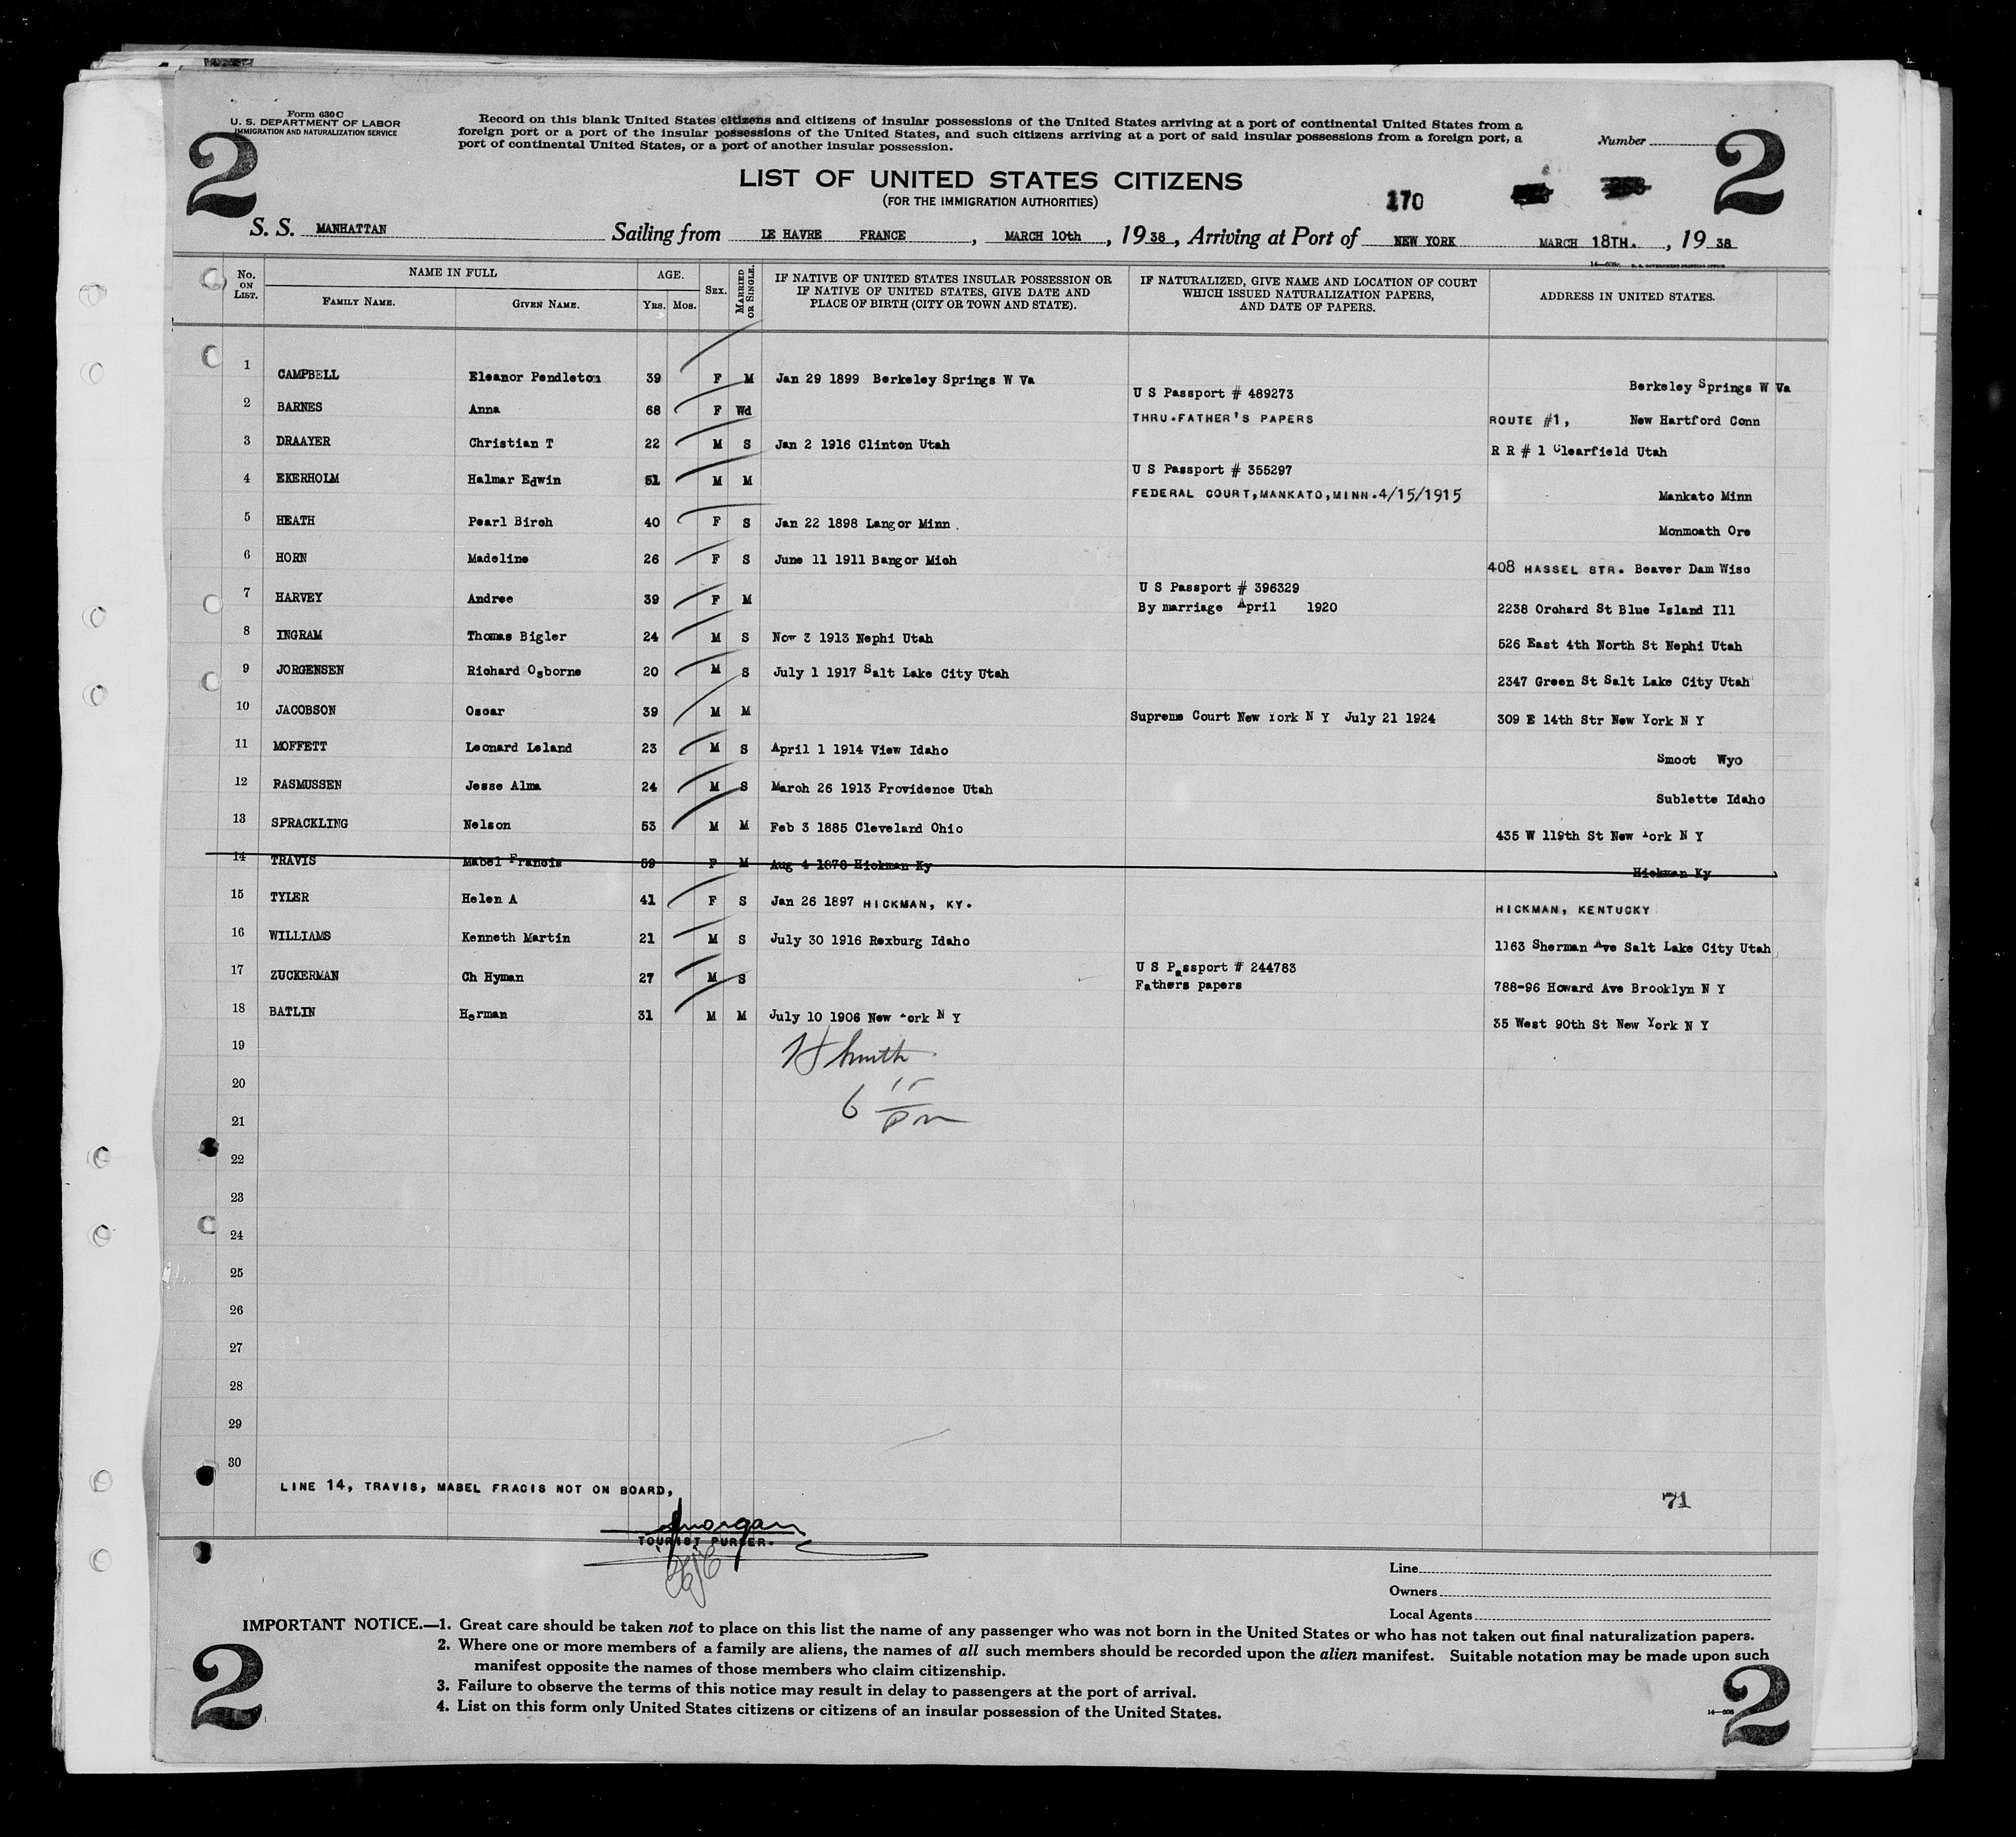 Form 630 C
U. S. DEPARTMENT OF LABOR
IMMIGRATION AND NATURALIZATION SERVICE
2
Record on this blank United States citizens and citizens of insular possessions of the United States arriving at a port of continental United States from a
foreign port or a port of the insular possessions of the United States, and such citizens arriving at a port of said insular possessions from a foreign port, a
port of continental United States, or a port of another insular possession.
Number
2
LIST OF UNITED STATES CITIZENS
(FOR THE IMMIGRATION AUTHORITIES)
170
S. S. MANHATTAN Sailing from LE HAVRE FRANCE , MARCH 10th , 19 38 , Arriving at Port of NEW YORK MARCH 18TH. , 19 38
No. ON LIST. NAME IN FULL FAMILY NAME. GIVEN NAME. AGE. Yrs. Mos. SEX. MARRIED OR SINGLE. IF NATIVE OF UNITED STATES INSULAR POSSESSION OR IF NATIVE OF UNITED STATES, GIVE DATE AND PLACE OF BIRTH (CITY OR TOWN AND STATE). IF NATURALIZED, GIVE NAME AND LOCATION OF COURT WHICH ISSUED NATURALIZATION PAPERS, AND DATE OF PAPERS. ADDRESS IN UNITED STATES.
1 CAMPBELL Eleanor Pendleton 39 F M Jan 29 1899 Berkeley Springs W Va Berkeley Springs W Va
2 BARNES Anna 68 F Wd U S Passport # 489273 THRU.FATHER'S PAPERS ROUTE #1, New Hartford Conn
3 DRAAYER Christian T 22 M S Jan 2 1916 Clinton Utah R R # 1 Clearfield Utah
4 EKERHOLM Halmar Edwin 51 M M U S Passport # 355297 FEDERAL COURT,MANKATO,MINN.4/15/1915 Mankato Minn
5 HEATH Pearl Birch 40 F S Jan 22 1898 Langor Minn . Monmoath Ore
6 HORN Madeline 26 F S June 11 1911 Bangor Mich 408 HASSEL STR. Beaver Dam Wisc
7 HARVEY Andree 39 F M U S Passport # 396329 By marriage April 1920 2238 Orchard St Blue Island Ill
8 INGRAM Thomas Bigler 24 M S Nov 3 1913 Nephi Utah 526 East 4th North St Nephi Utah
9 JORGENSEN Richard Osborne 20 M S July 1 1917 Salt Lake City Utah 2347 Green St Salt Lake City Utah
10 JACOBSON Oscar 39 M M Supreme Court New York N Y July 21 1924 309 E 14th Str New York N Y
11 MOFFETT Leonard Leland 23 M S April 1 1914 View Idaho Smoot Wyo
12 RASMUSSEN Jesse Alma 24 M S March 26 1913 Providence Utah Sublette Idaho
13 SPRACKLING Nelson 53 M M Feb 3 1885 Cleveland Ohio 435 W 119th St New York N Y
14 TRAVIS Mabel Francis 59 F M Aug 4 1878 Hickman Ky Hickman Ky
15 TYLER Helen A 41 F S Jan 26 1897 HICKMAN, KY. HICKMAN, KENTUCKY
16 WILLIAMS Kenneth Martin 21 M S July 30 1916 Rexburg Idaho 1163 Sherman Ave Salt Lake City Utah
17 ZUCKERMAN Ch Hyman 27 M S U S Passport # 244783 Fathers papers 788-96 Howard Ave Brooklyn N Y
18 BATLIN Herman 31 M M July 10 1906 New York N Y 35 West 90th St New York N Y
19 H Smith
20
21 6 15 pm
22
23
24
25
26
27
28
29
30
LINE 14, TRAVIS, MABEL FRACIS NOT ON BOARD,
71
Morgan
TOURIST PURSER.
Line
Owners
Local Agents
IMPORTANT NOTICE.—1. Great care should be taken not to place on this list the name of any passenger who was not born in the United States or who has not taken out final naturalization papers.
2. Where one or more members of a family are aliens, the names of all such members should be recorded upon the alien manifest. Suitable notation may be made upon such
manifest opposite the names of those members who claim citizenship.
3. Failure to observe the terms of this notice may result in delay to passengers at the port of arrival.
4. List on this form only United States citizens or citizens of an insular possession of the United States.
2
2